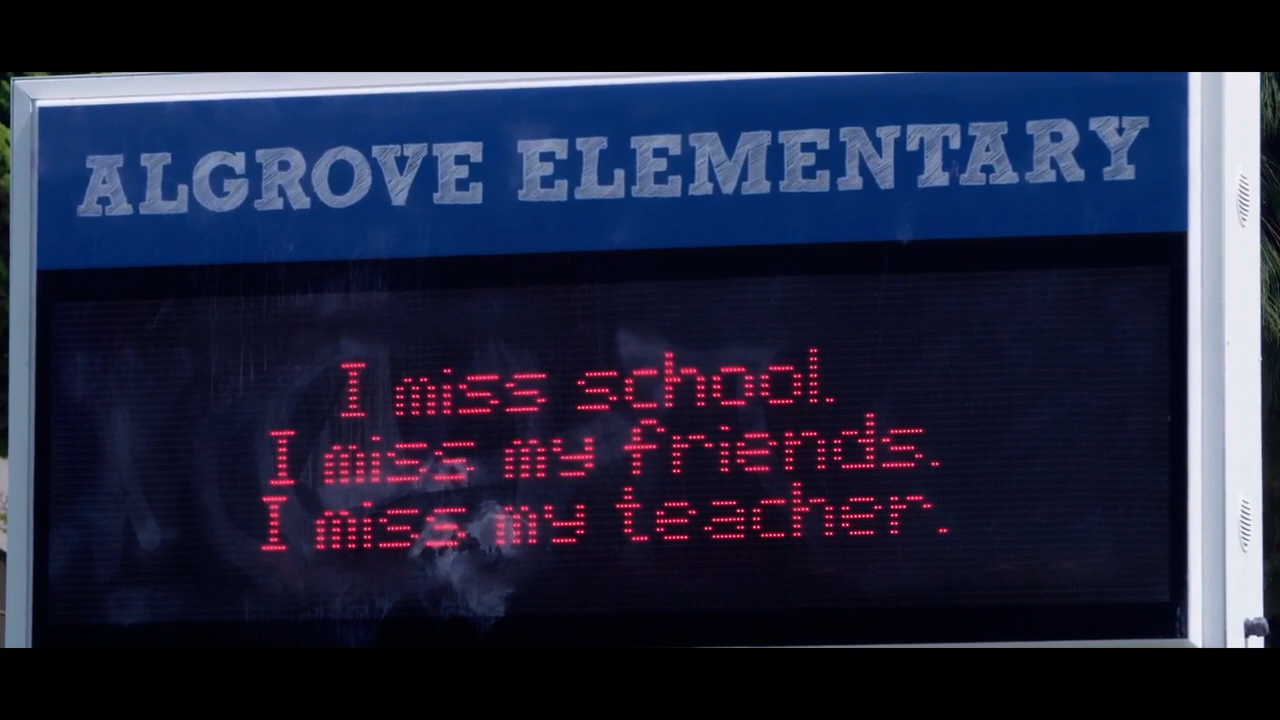 ALGROVE ELEMENTARY
I miss school.
I miss my friends.
I miss my teacher.